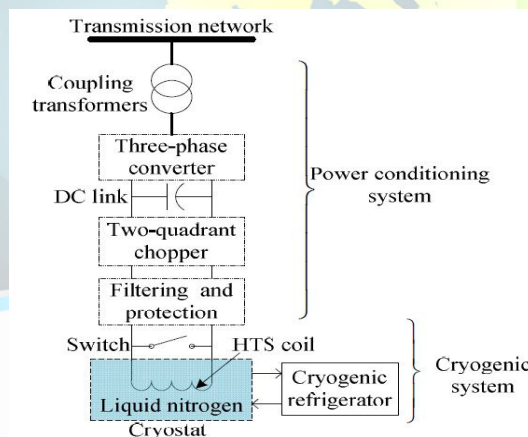 Transmission network
Coupling
transformers
Three-phase
converter
DC link
Two-quadrant
chopper
Filtering and
protection
Power conditioning
system
Switch
HTS coil
Liquid nitrogen
Cryostat
Cryogenic
refrigerator
Cryogenic
system